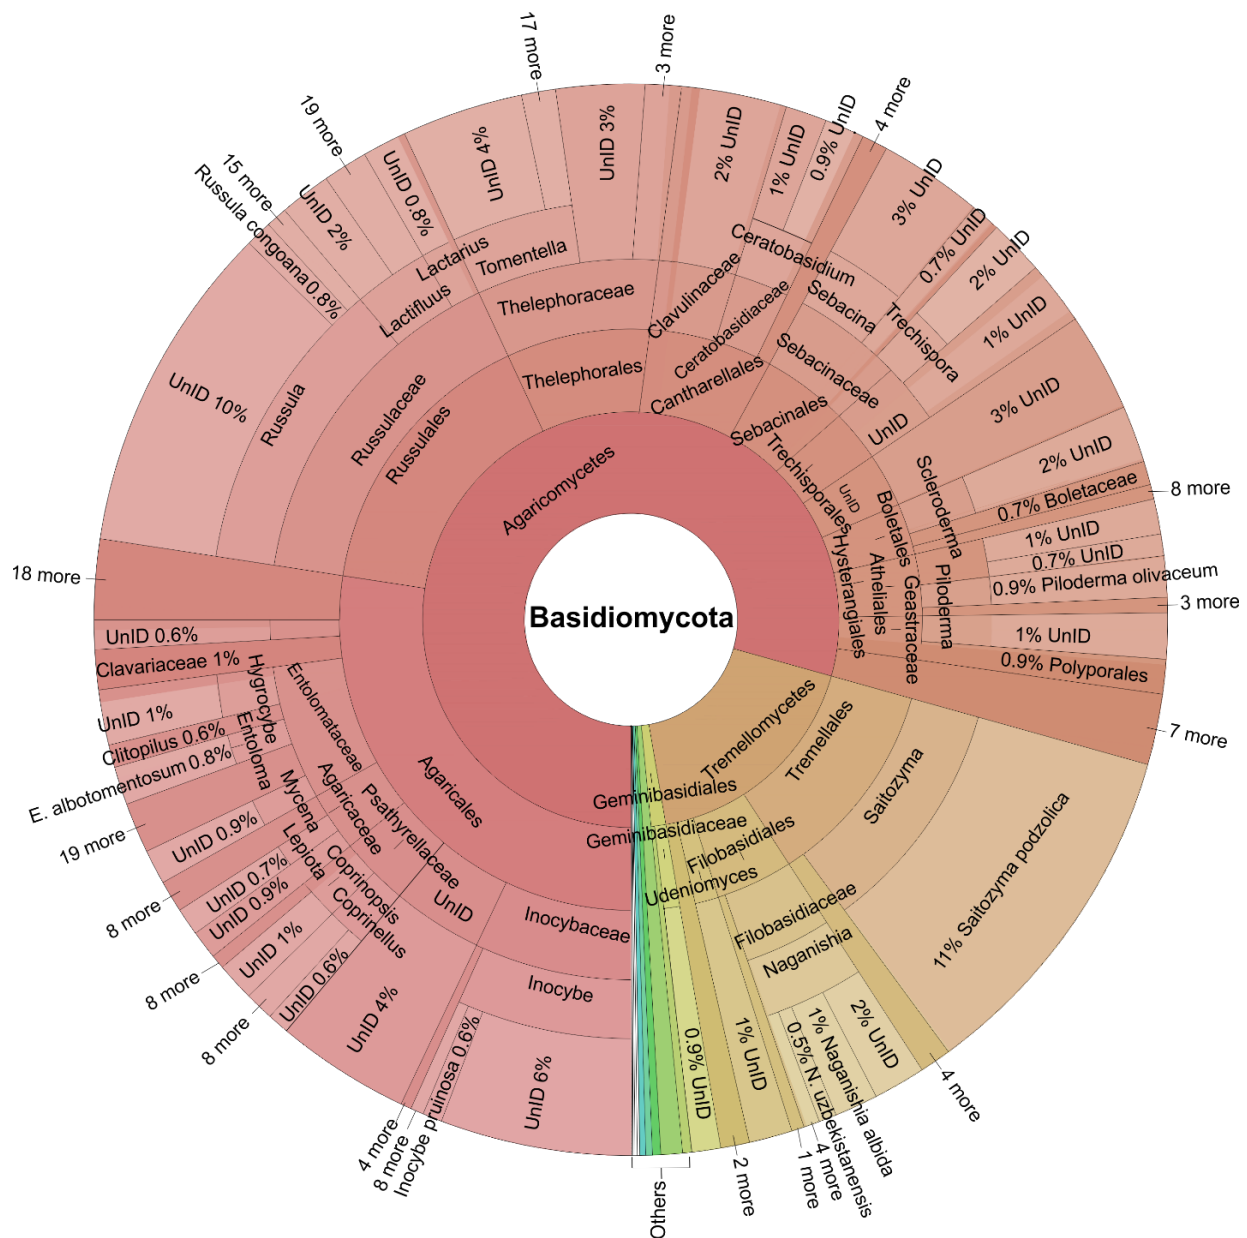 Basidiomycota
Agaricomycetes
Tremellomycetes
Geminibasidiales
Geminibasidiaceae
Agaricales
Russulales
Russulaceae
Russula
UnID 10%
Russula congoana 0.8%
15 more
Lactifluus
UnID 2%
19 more
Lactarius
UnID 0.8%
Thelephorales
Thelephoraceae
Tomentella
UnID 4%
17 more
UnID 3%
3 more
Cantharellales
Clavulinaceae
2% UnID
Ceratobasidiaceae
Ceratobasidium
1% UnID
0.9% UnID
4 more
Sebacinales
Sebacinaceae
Sebacina
3% UnID
0.7% UnID
Trechisporales
Trechispora
2% UnID
UnID
1% UnID
UnID
3% UnID
Boletales
Scleroderma
2% UnID
0.7% Boletaceae
8 more
Atheliales
Piloderma
1% UnID
0.7% UnID
0.9% Piloderma olivaceum
3 more
Hysterangiales
Geastraceae
1% UnID
0.9% Polyporales
7 more
Tremellales
Saitozyma
11% Saitozyma podzolica
4 more
Filobasidiales
Filobasidiaceae
Naganishia
2% UnID
1% Naganishia albida
0.5% N. uzbekistanensis
4 more
1 more
1% UnID
2 more
Udeniomyces
0.9% UnID
Others
Inocybaceae
Inocybe
UnID 6%
Inocybe pruinosa 0.6%
8 more
4 more
UnID
UnID 4%
Psathyrellaceae
Coprinellus
UnID 0.6%
8 more
Coprinopsis
UnID 1%
8 more
Agaricaceae
Lepiota
UnID 0.9%
UnID 0.7%
8 more
Mycena
UnID 0.9%
19 more
Entolomataceae
Entoloma
E. albotomentosum 0.8%
Clitopilus 0.6%
Hygrocybe
UnID 1%
Clavariaceae 1%
UnID 0.6%
18 more